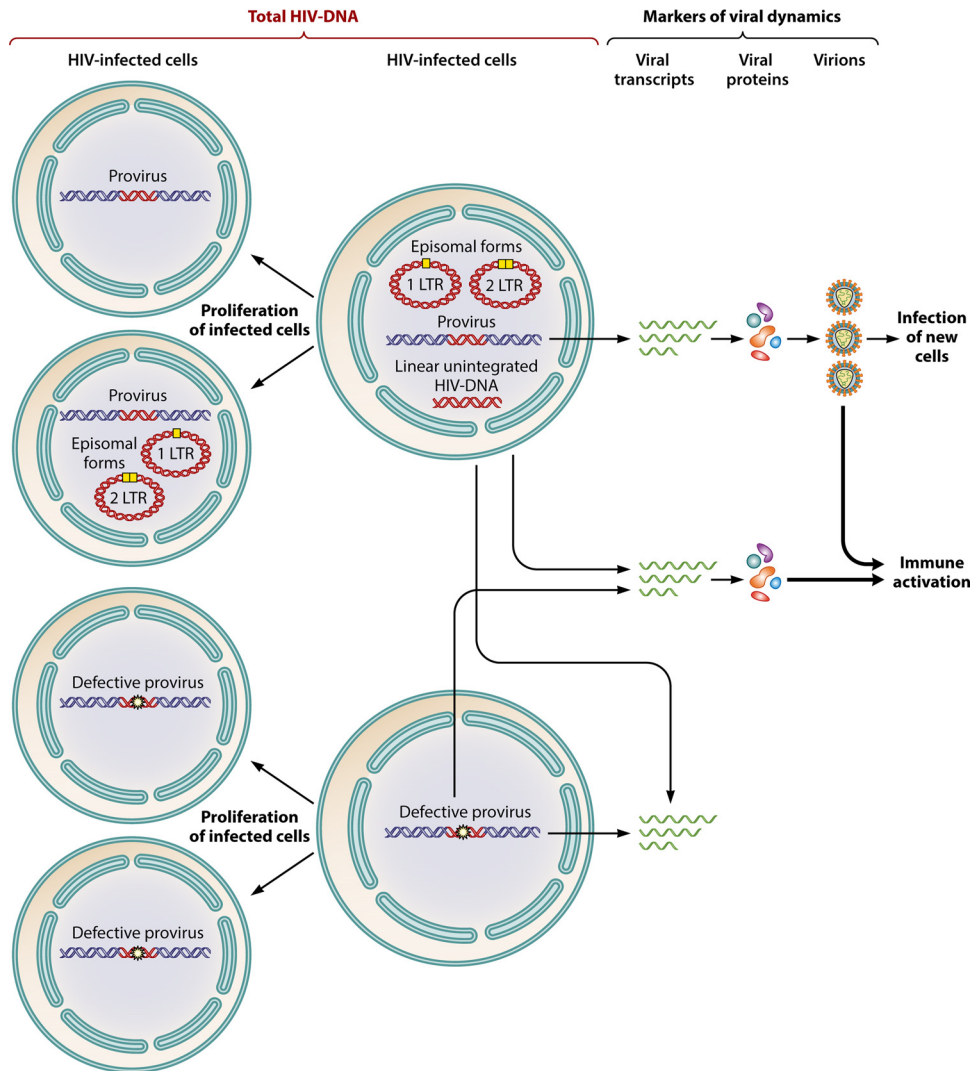 Total HIV-DNA
Markers of viral dynamics
HIV-infected cells
HIV-infected cells
Viral
transcripts
Viral
proteins
Virions
Provirus
Episomal forms
1 LTR
2 LTR
Provirus
Linear unintegrated
HIV-DNA
Proliferation
of infected cells
Infection
of new
cells
Provirus
Episomal
forms
1 LTR
2 LTR
Immune
activation
Defective provirus
Defective provirus
Proliferation
of infected cells
Defective provirus